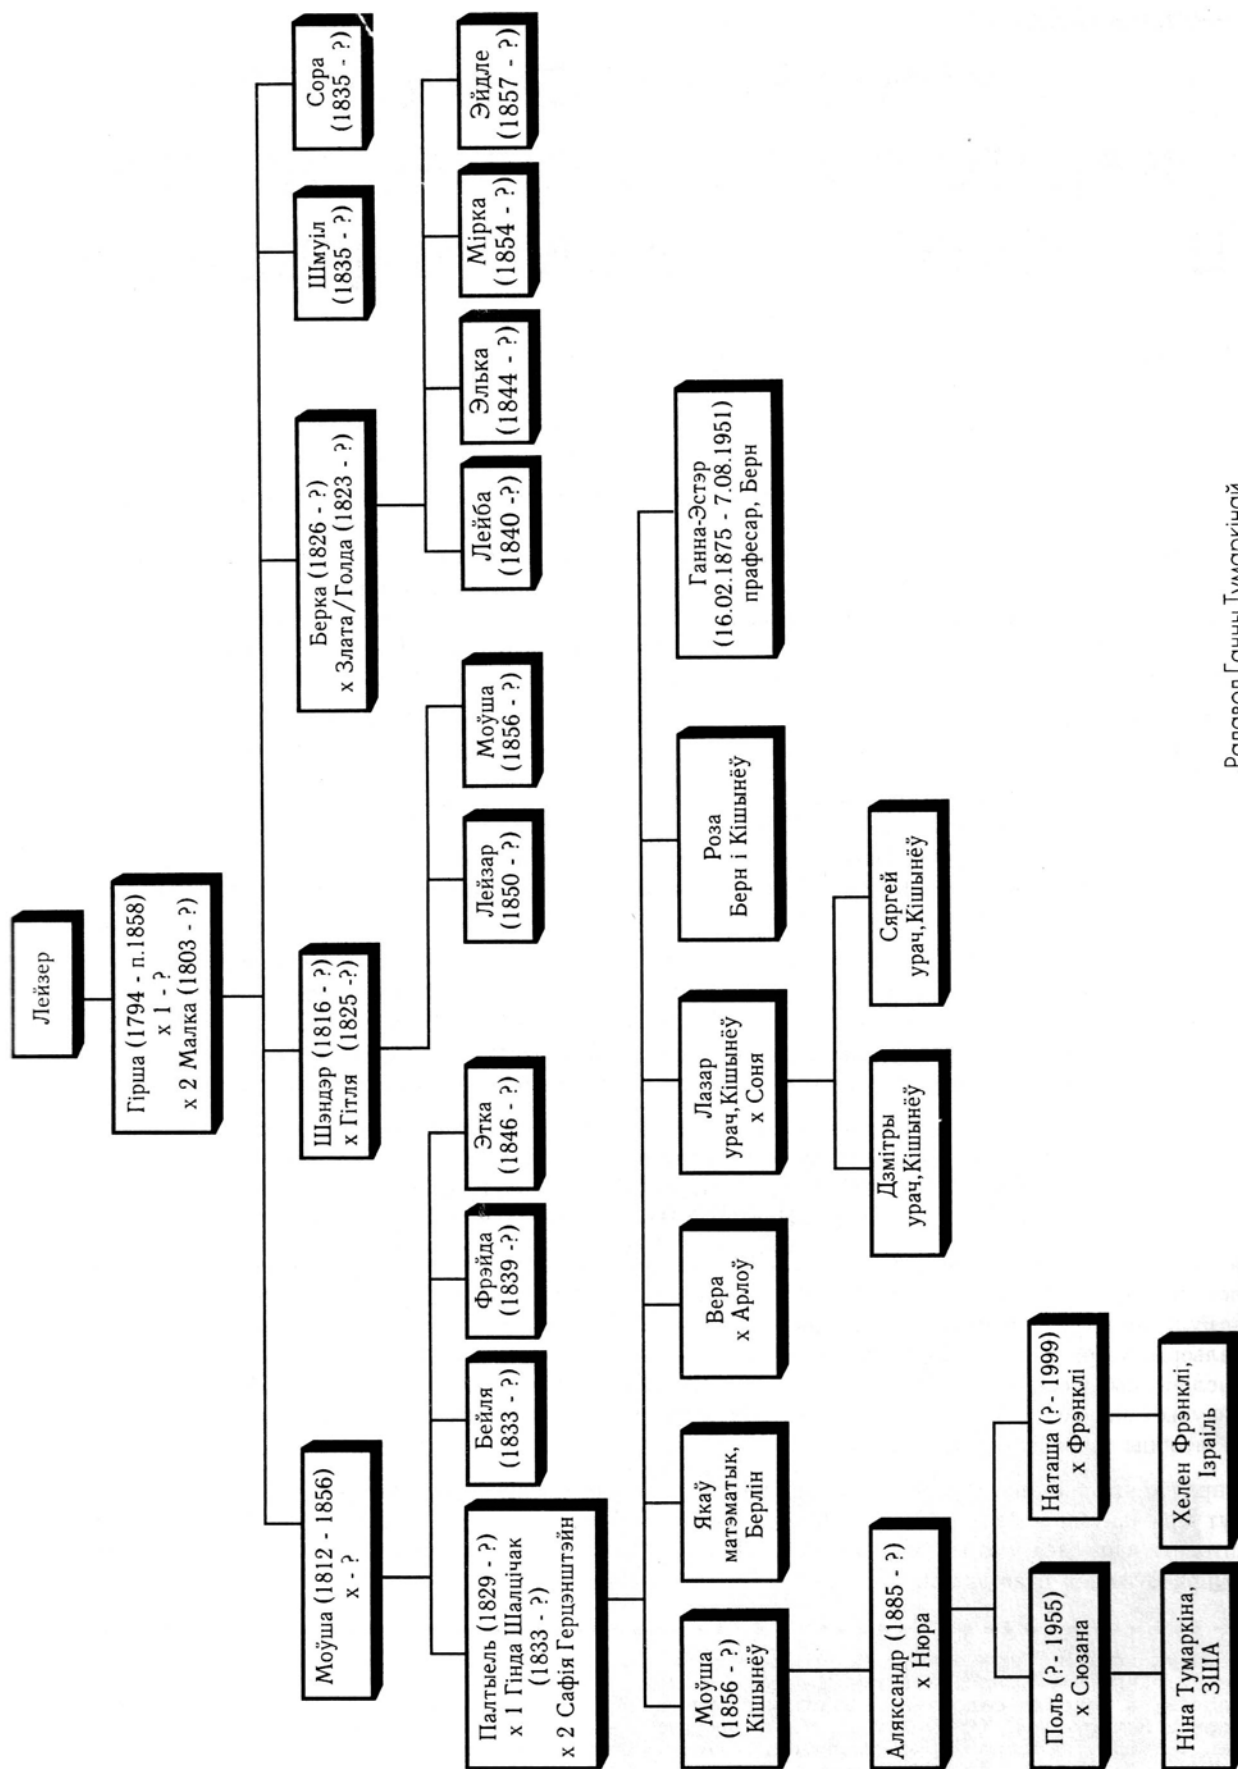 Лейзер
Гірша (1794 - п.1858)
х 1 - ?
х 2 Малка (1803 - ?)
Моўша (1812 - 1856)
х - ?
Шэндэр (1816 - ?)
х Гітля (1825 -?)
Берка (1826 - ?)
х Злата/Голда (1823 - ?)
Шмуіл
(1835 - ?)
Сора
(1835 - ?)
Палтыель (1829 - ?)
х 1 Гінда Шалцічак
(1833 - ?)
х 2 Сафія Герцэнштэйн
Бейля
(1833 - ?)
Фрэйда
(1839 -?)
Этка
(1846 - ?)
Лейзар
(1850 - ?)
Моўша
(1856 - ?)
Лейба
(1840 -?)
Элька
(1844 - ?)
Мірка
(1854 - ?)
Эйдле
(1857 - ?)
Моўша
(1856 - ?)
Кішынёў
Якаў
матэматык,
Берлін
Вера
х Арлоў
Лазар
урач,Кішынёў
х Соня
Роза
Берн і Кішынёў
Ганна-Эстэр
(16.02.1875 - 7.08.1951)
прафесар, Берн
Аляксандр (1885 - ?)
х Нюра
Дзмітры
урач,Кішынёў
Сяргей
урач,Кішынёў
Поль (?- 1955)
х Сюзана
Наташа (?- 1999)
х Фрэнклі
Ніна Тумаркіна,
ЗША
Хелен Фрэнклі,
Ізраіль
Радавод Ганны Тумаркінай